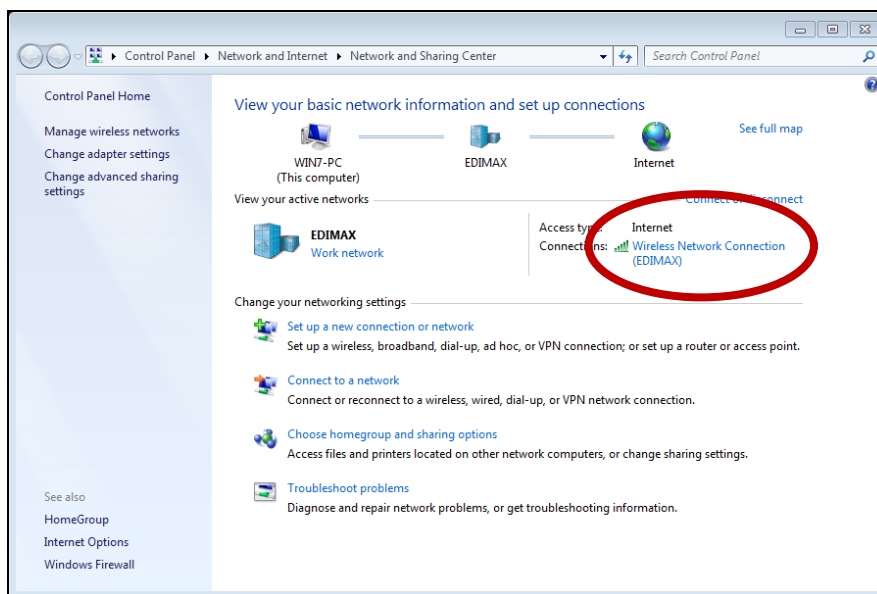 Control Panel Network and Internet Network and Sharing Center
Search Control Panel
Control Panel Home
Manage wireless networks
Change adapter settings
Change advanced sharing
settings
See also
HomeGroup
Internet Options
Windows Firewall
View your basic network information and set up connections
See full map
WIN7-PC
(This computer)
EDIMAX
Internet
View your active networks
Connect or disconnect
EDIMAX
Work network
Access type: Internet
Connections: Wireless Network Connection
(EDIMAX)
Change your networking settings
Set up a new connection or network
Set up a wireless, broadband, dial-up, ad hoc, or VPN connection; or set up a router or access point.
Connect to a network
Connect or reconnect to a wireless, wired, dial-up, or VPN network connection.
Choose homegroup and sharing options
Access files and printers located on other network computers, or change sharing settings.
Troubleshoot problems
Diagnose and repair network problems, or get troubleshooting information.